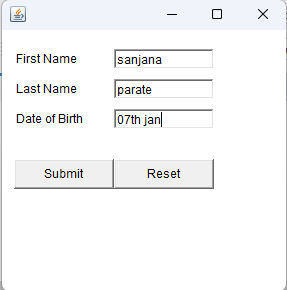 First Name sanjana
Last Name parate
Date of Birth 07th jan
Submit Reset